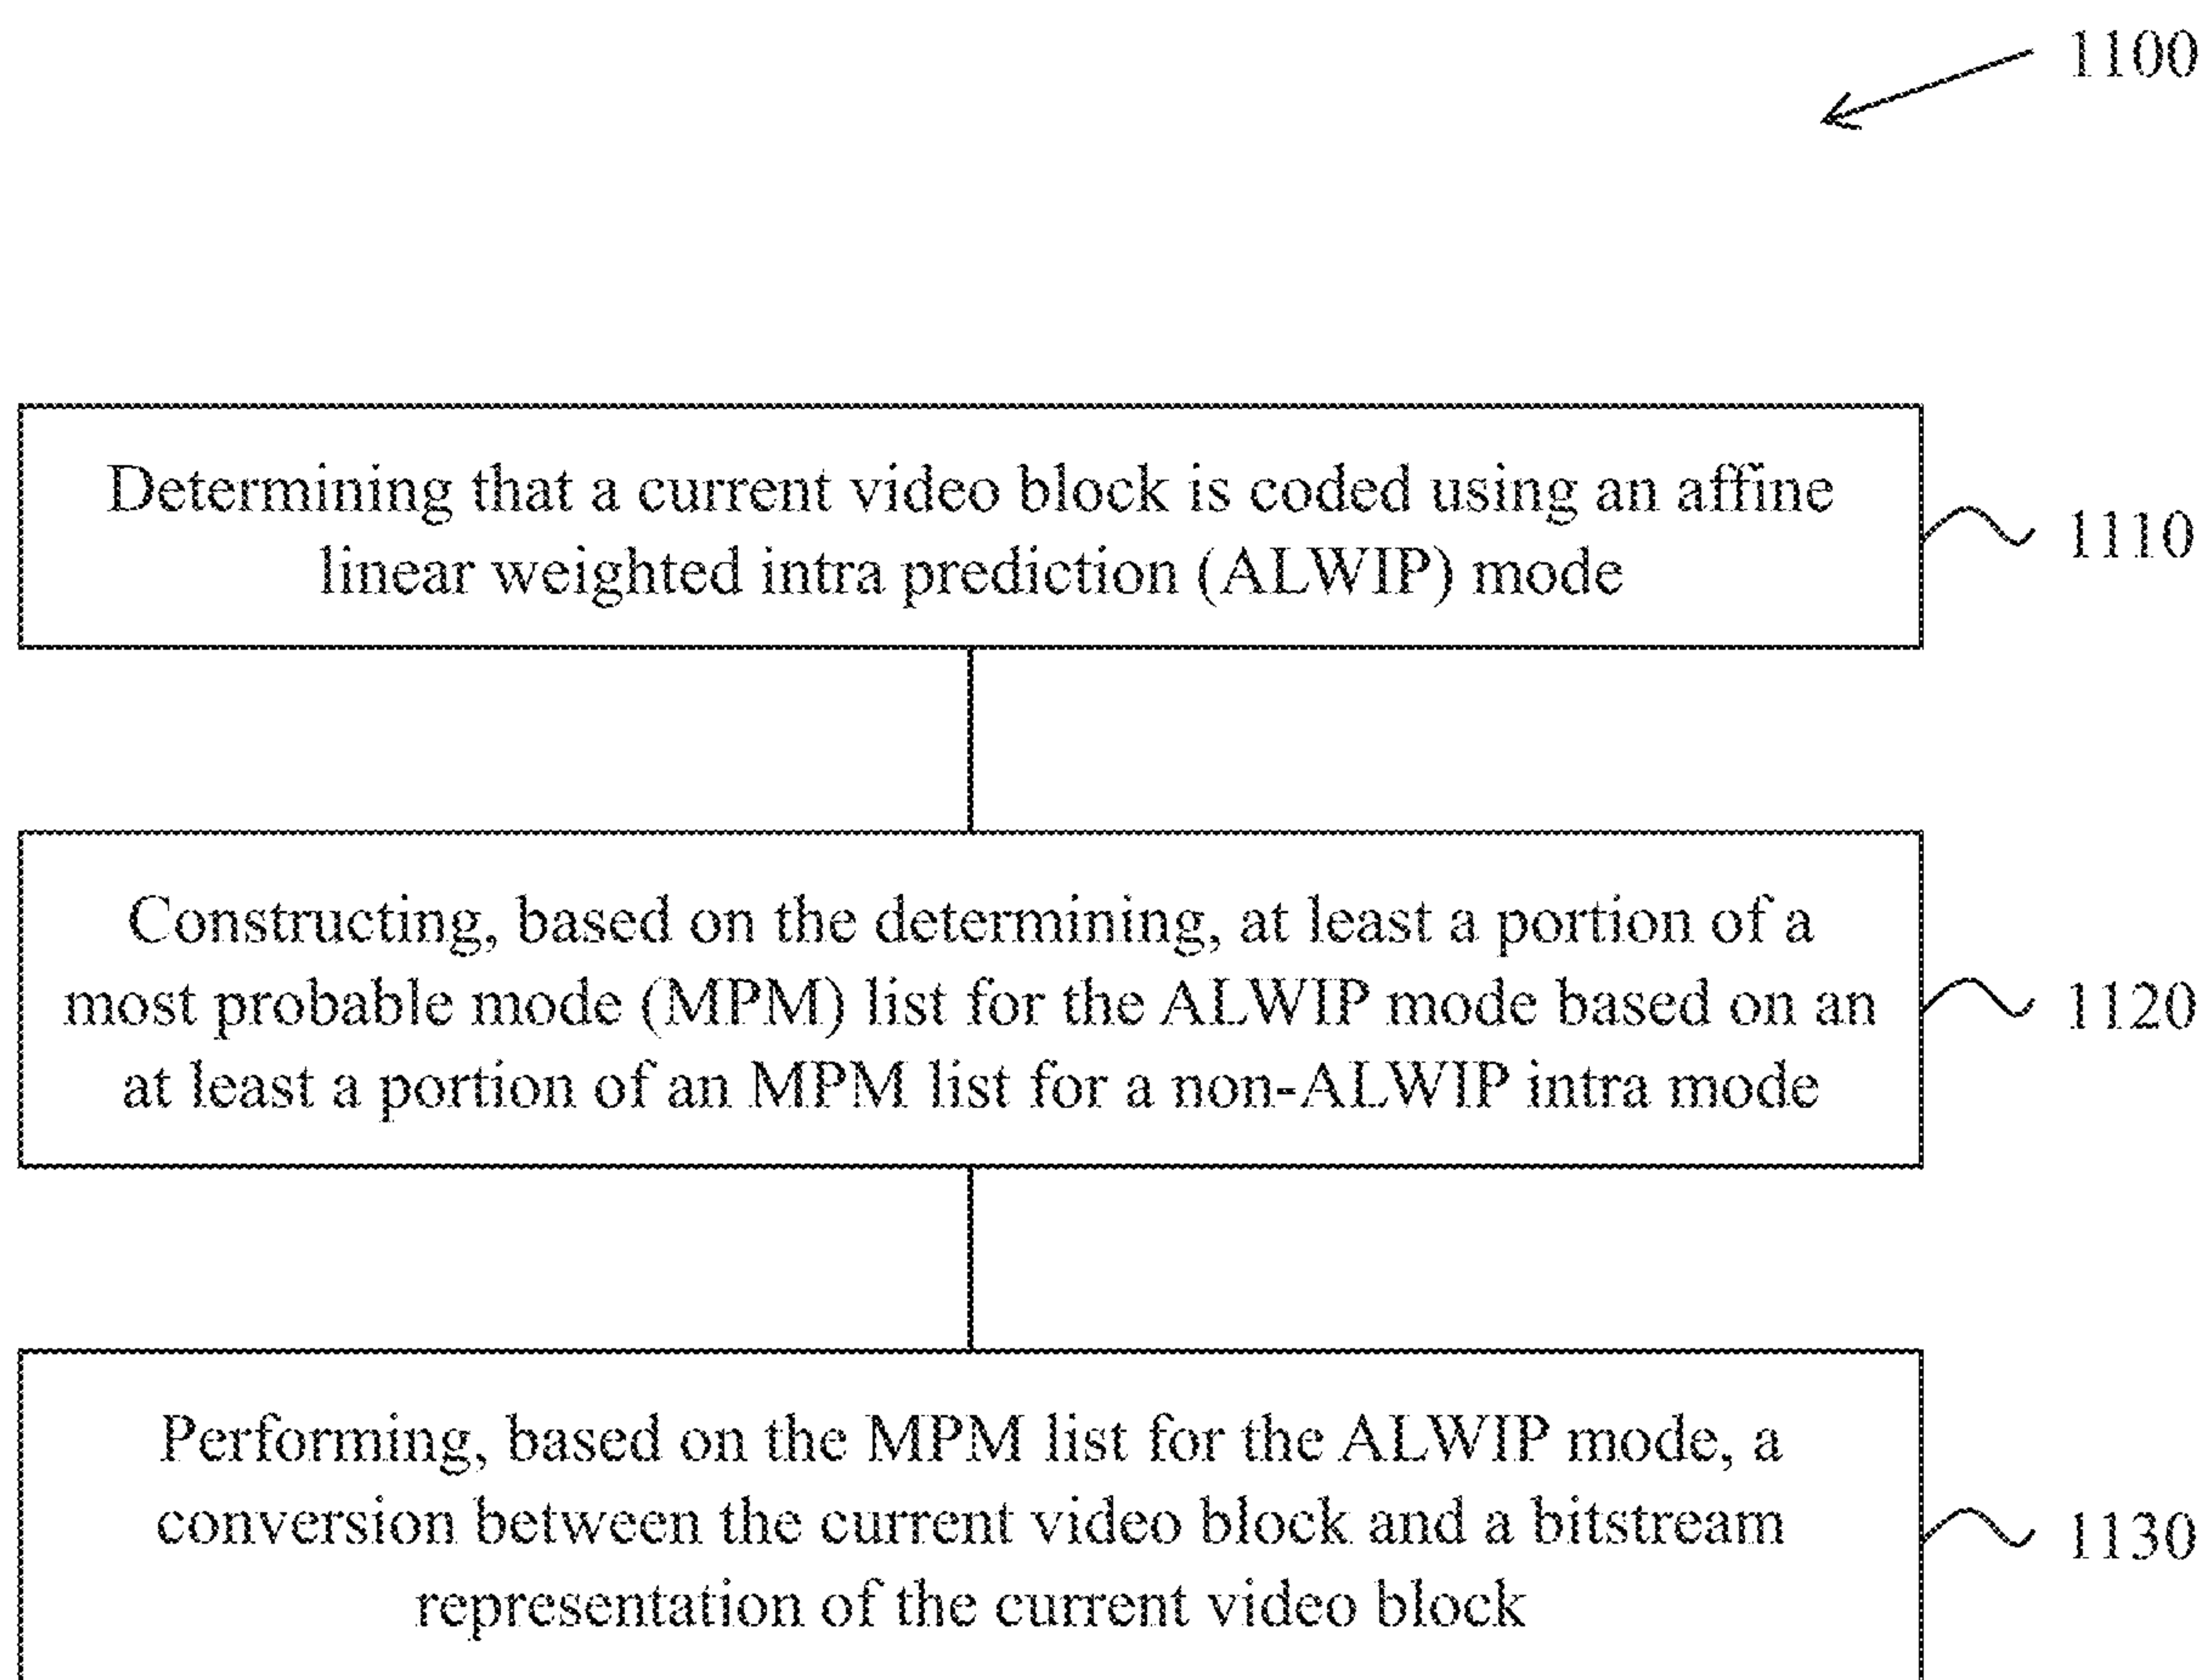 1100
Determining that a current video block is coded using an affine
linear weighted intra prediction (ALWIP) mode
1110
Constructing, based on the determining, at least a portion of a
most probable mode (MPM) list for the ALWIP mode based on an
at least a portion of an MPM list for a non-ALWIP intra mode
1120
Performing, based on the MPM list for the ALWIP mode, a
conversion between the current video block and a bitstream
representation of the current video block
1130